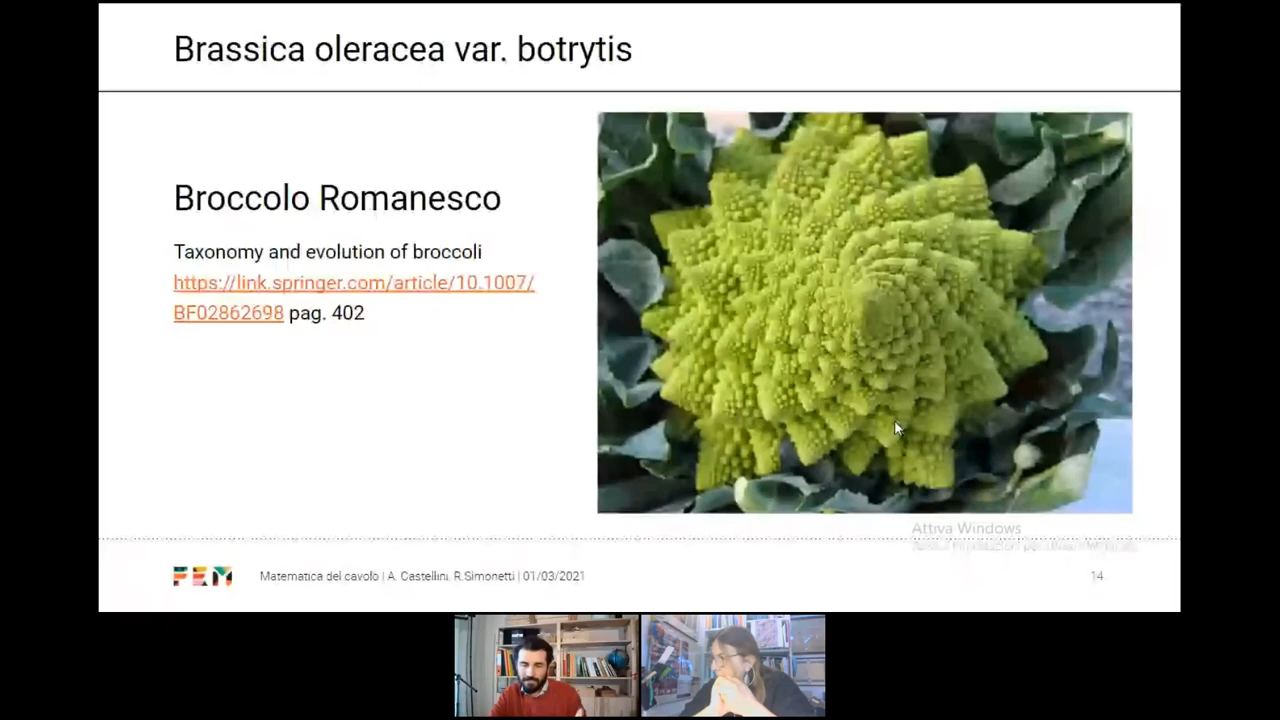 Brassica oleracea var. botrytis
Broccolo Romanesco
Taxonomy and evolution of broccoli
https://link.springer.com/article/10.1007/
BF02862698 pag. 402
Attiva Windows
FEM
Matematica del cavolo | A. Castellini. R.Simonetti | 01/03/2021
14